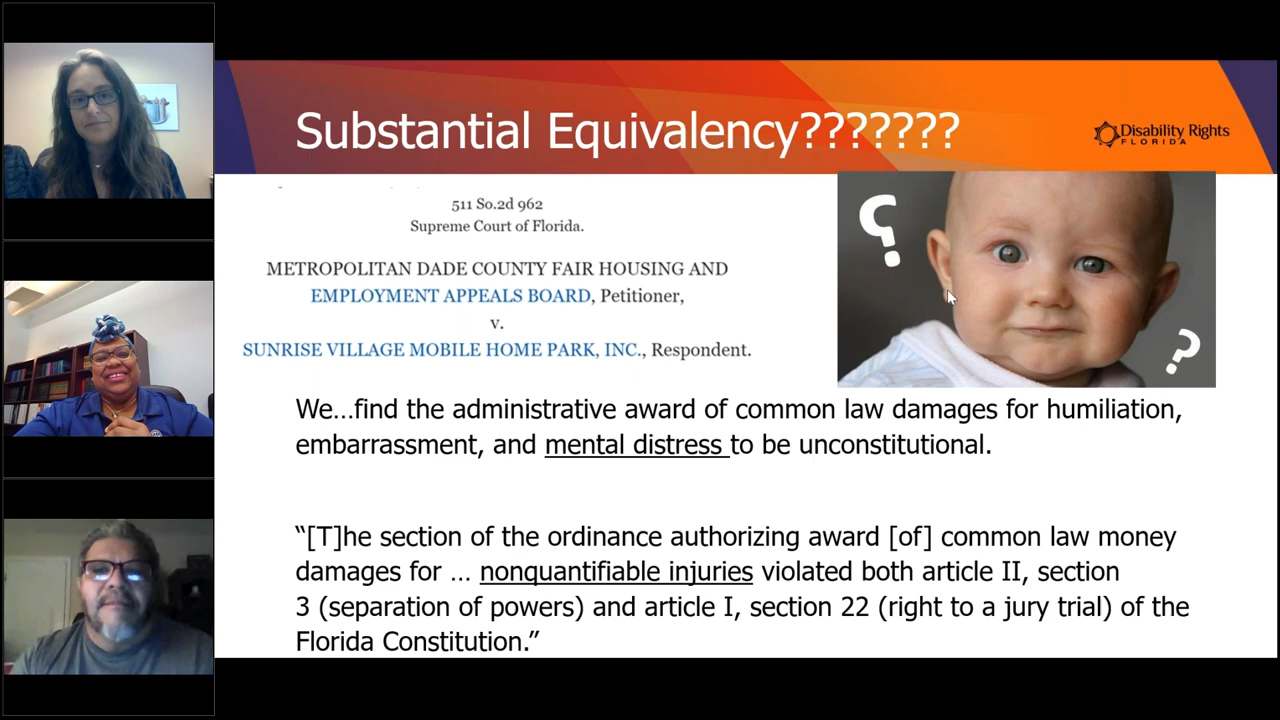 Substantial Equivalency???????
Disability Rights
FLORIDA
511 So.2d 962
Supreme Court of Florida.
METROPOLITAN DADE COUNTY FAIR HOUSING AND
EMPLOYMENT APPEALS BOARD, Petitioner,
v.
SUNRISE VILLAGE MOBILE HOME PARK, INC., Respondent.
? ?
We…find the administrative award of common law damages for humiliation,
embarrassment, and mental distress to be unconstitutional.
“[T]he section of the ordinance authorizing award [of] common law money
damages for … nonquantifiable injuries violated both article II, section
3 (separation of powers) and article I, section 22 (right to a jury trial) of the
Florida Constitution.”